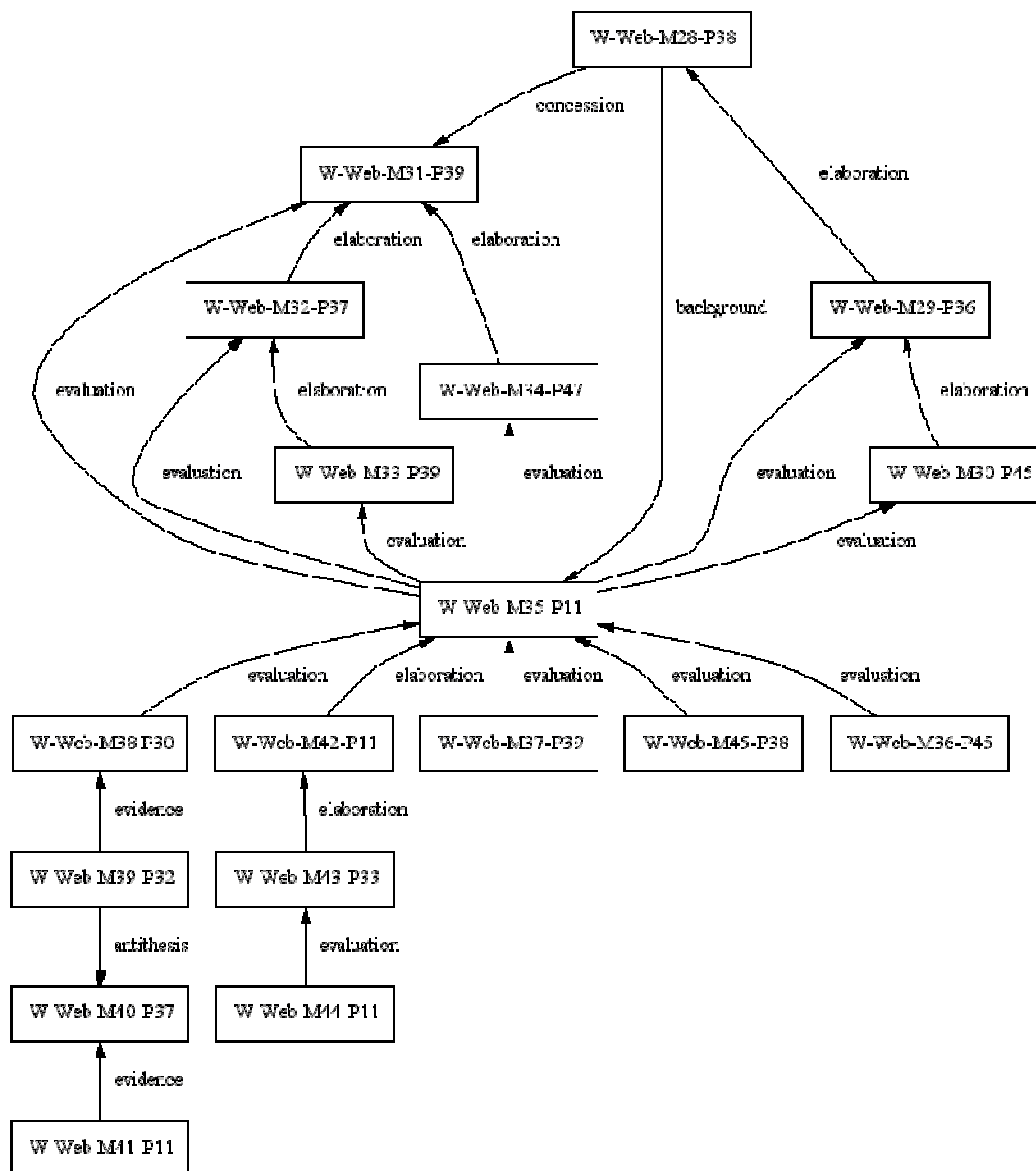 W-Web-M28-P38
concession
W-Web-M31-P39
elaboration
elaboration
elaboration
W-Web-M32-P37
background
W-Web-M29-P36
evaluation
elaboration
W-Web-M34-P47
elaboration
evaluation
W-Web-M33-P39
evaluation
evaluation
W-Web-M30-P45
evaluation
evaluation
W-Web-M35-P11
evaluation
elaboration
evaluation
evaluation
evaluation
W-Web-M38-P30
W-Web-M42-P11
W-Web-M37-P39
W-Web-M45-P38
W-Web-M36-P45
evidence
elaboration
W-Web-M39-P32
W-Web-M43-P33
antithesis
evaluation
W-Web-M40-P37
W-Web-M44-P11
evidence
W-Web-M41-P11